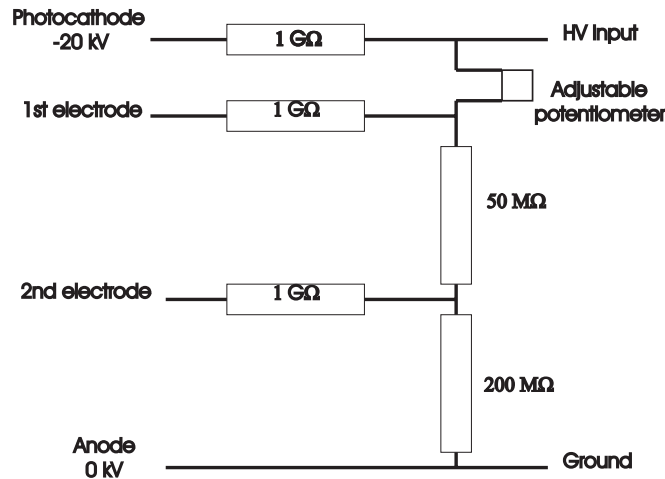 Photocathode
-20 kV
1 GΩ
HV Input
Adjustable
potentiometer
1st electrode
1 GΩ
50 MΩ
2nd electrode
1 GΩ
200 MΩ
Anode
0 kV
Ground